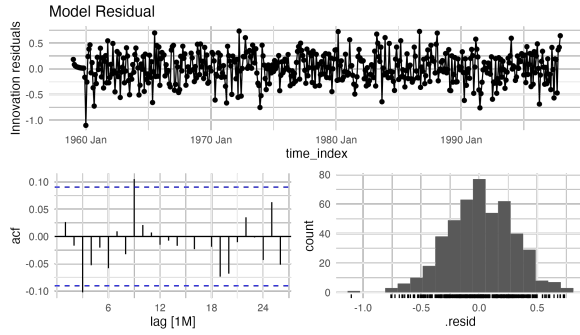 Model Residual
Innovation residuals
0.5
0.0
-0.5
-1.0
1960 Jan
1970 Jan
1980 Jan
1990 Jan
time_index
acf
0.10
0.05
0.00
-0.05
-0.10
6
12
18
24
lag [1M]
count
80
60
40
20
0
-1.0
-0.5
0.0
0.5
.resid